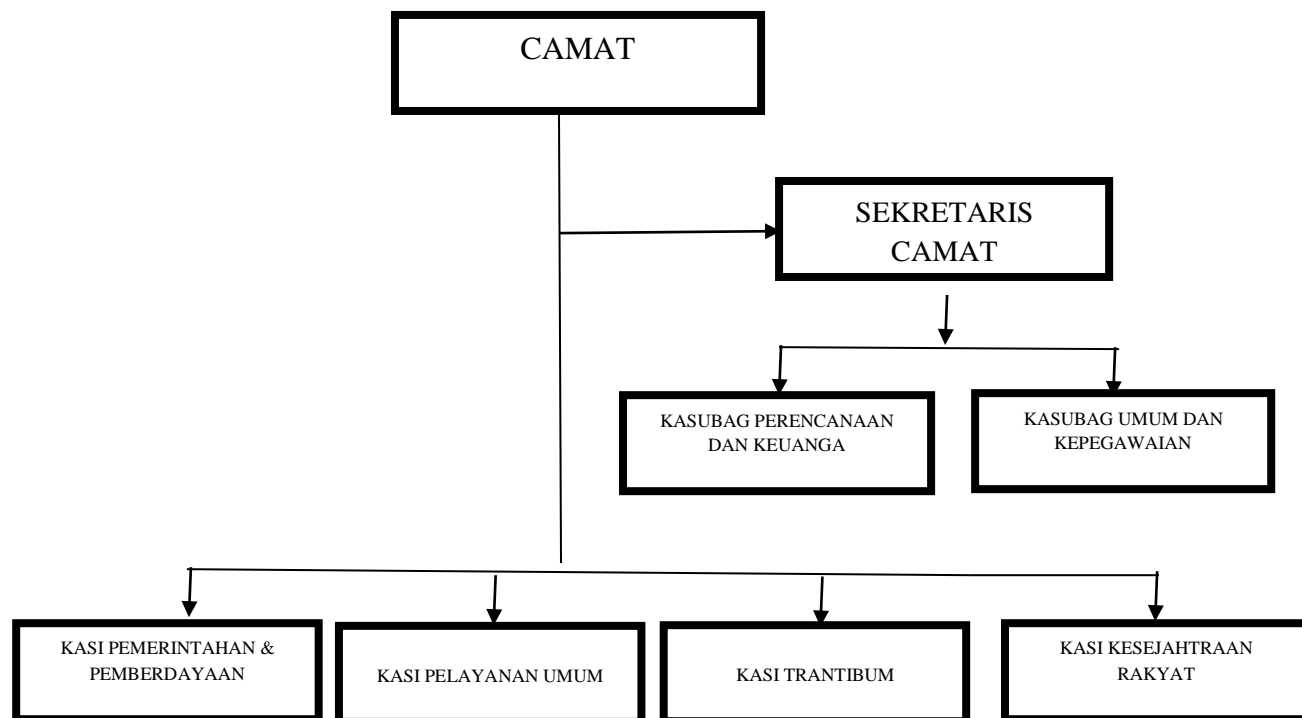 CAMAT
SEKRETARIS
CAMAT
KASUBAG PERENCANAAN
DAN KEUANGA
KASUBAG UMUM DAN
KEPEGAWAIAN
KASI PEMERINTAHAN &
PEMBERDAYAAN
KASI PELAYANAN UMUM
KASI TRANTIBUM
KASI KESEJAHTRAAN
RAKYAT